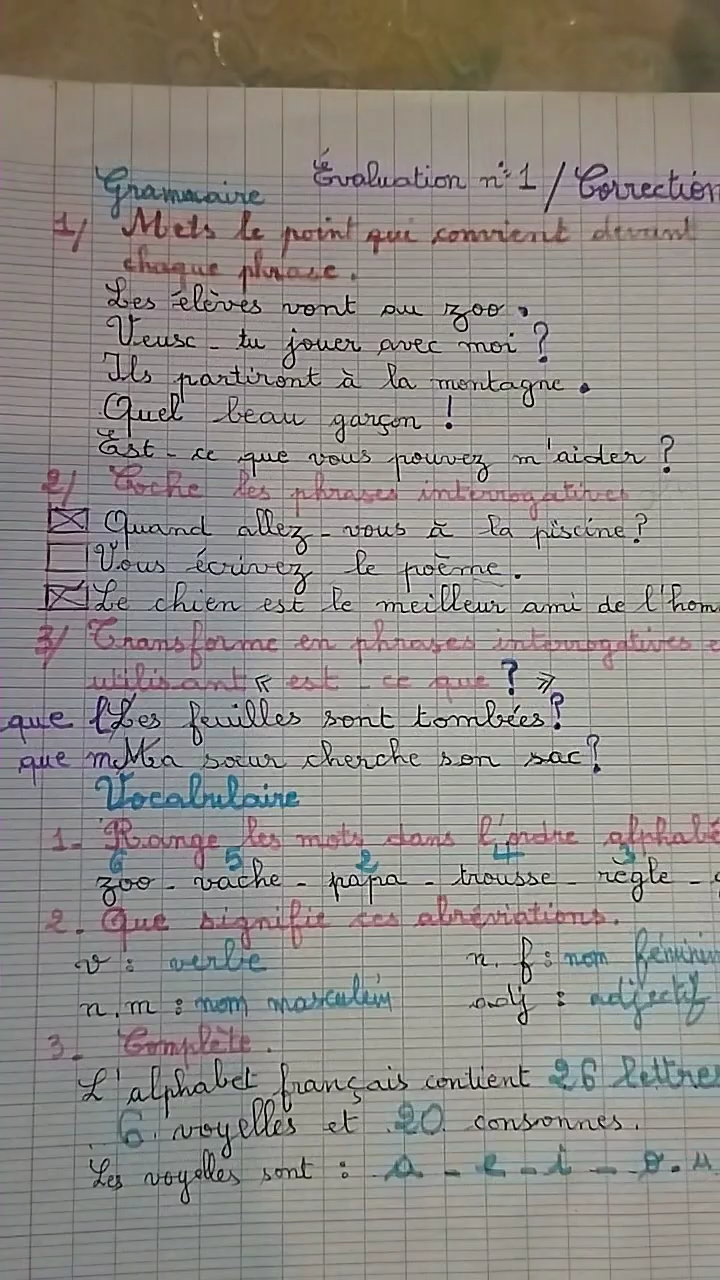 Évaluation n°1 / Correction
Grammaire
1/ Mets le point qui convient devant
chaque phrase.
Les élèves vont au zoo.
Veux-tu jouer avec moi ?
Ils partiront à la montagne.
Quel beau garçon !
Est-ce que vous pouvez m'aider ?
2/ Coche les phrases interrogatives
Quand allez-vous à la piscine ?
Vous écrivez le poème.
Le chien est le meilleur ami de l'hom
3/ Transforme en phrases interrogatives e
utilisant « est-ce que ? »
que l Les feuilles sont tombées ?
que m Ma sœur cherche son sac ?
Vocabulaire
1. Range les mots dans l'ordre alphabé
6 5 2 4 3
zoo - vache - papa - trousse - règle -
2. Que signifie ces abréviations.
v : verbe n.f : nom féminin
n.m : nom masculin adj : adjectif
3. Complète.
L'alphabet français contient 26 lettre
6 voyelles et 20 consonnes.
Les voyelles sont : a - e - i - o - u